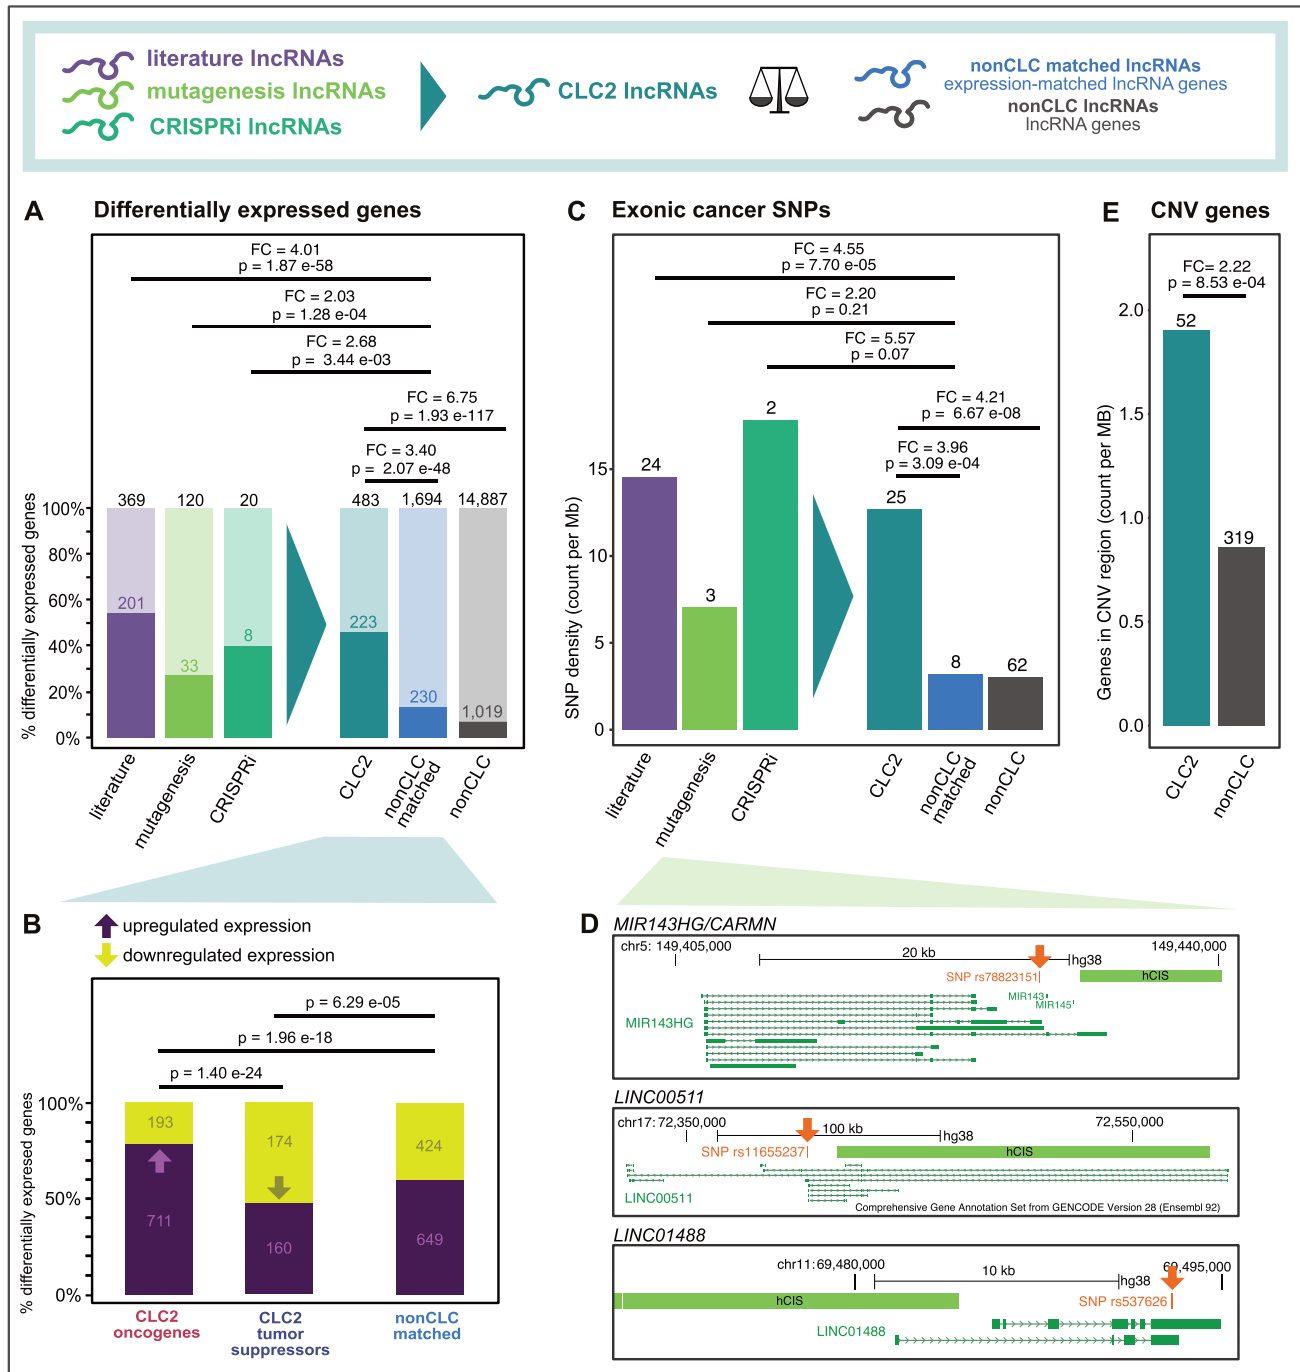 literature lncRNAs
mutagenesis lncRNAs
CRISPRi lncRNAs
CLC2 lncRNAs
nonCLC matched lncRNAs
expression-matched lncRNA genes
nonCLC lncRNAs
lncRNA genes
A Differentially expressed genes
FC = 4.01
p = 1.87 e-58
FC = 2.03
p = 1.28 e-04
FC = 2.68
p = 3.44 e-03
FC = 6.75
p = 1.93 e-117
FC = 3.40
p = 2.07 e-48
369 120 20 483 1,694 14,887
201 33 8 223 230 1,019
% differentially expressed genes
100%
80%
60%
40%
20%
0%
literature
mutagenesis
CRISPRi
CLC2
nonCLC
matched
nonCLC
C Exonic cancer SNPs
FC = 4.55
p = 7.70 e-05
FC = 2.20
p = 0.21
FC = 5.57
p = 0.07
FC = 4.21
p = 6.67 e-08
FC = 3.96
p = 3.09 e-04
24 3 2 25 8 62
SNP density (count per Mb)
15
10
5
0
literature
mutagenesis
CRISPRi
CLC2
nonCLC
matched
nonCLC
E CNV genes
FC= 2.22
p = 8.53 e-04
52
319
Genes in CNV region (count per MB)
2.0
1.5
1.0
0.5
0.0
CLC2
nonCLC
B
upregulated expression
downregulated expression
p = 6.29 e-05
p = 1.96 e-18
p = 1.40 e-24
% differentially expresed genes
100%
50%
0%
193 174 424
711 160 649
CLC2
oncogenes
CLC2
tumor
suppressors
nonCLC
matched
D
MIR143HG/CARMN
chr5: 149,405,000
20 kb
hg38
149,440,000
SNP rs78823151
hCIS
MIR143
MIR145
MIR143HG
LINC00511
chr17: 72,350,000
100 kb
hg38
72,550,000
SNP rs11655237
hCIS
LINC00511
Comprehensive Gene Annotation Set from GENCODE Version 28 (Ensembl 92)
LINC01488
chr11:69,480,000
10 kb
hg38
69,495,000
hCIS
SNP rs537626
LINC01488